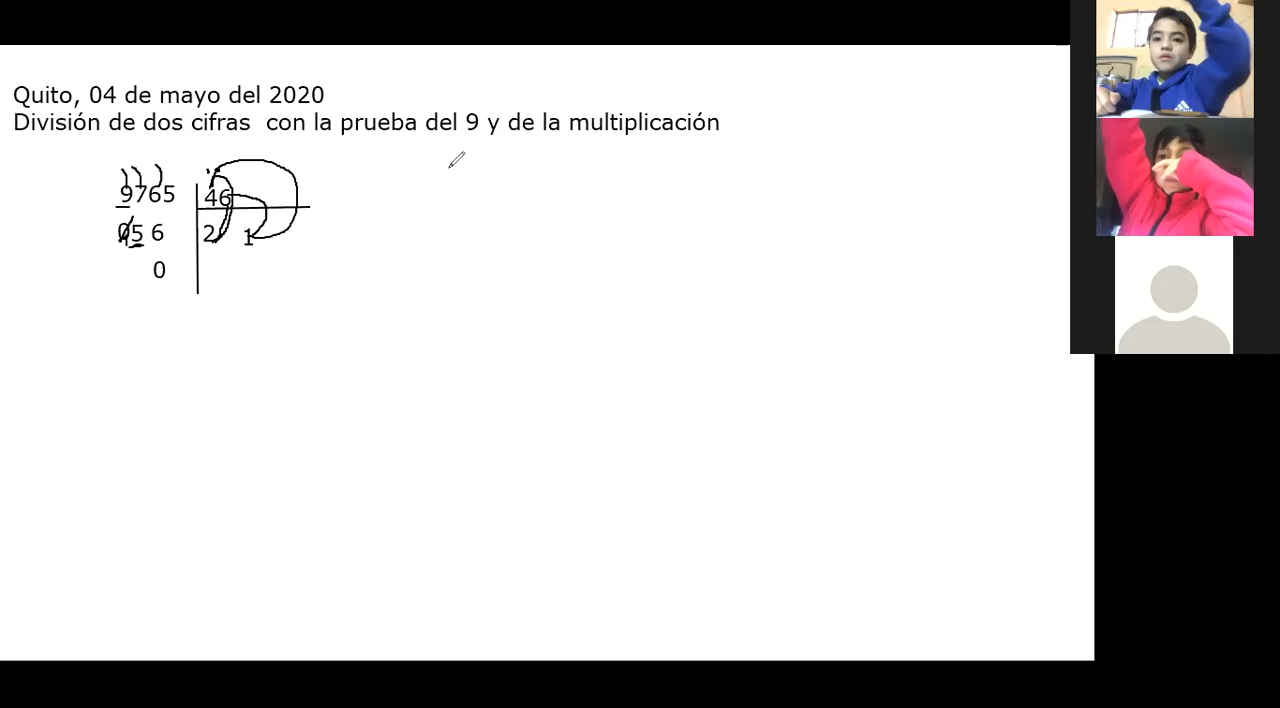 Quito, 04 de mayo del 2020
División de dos cifras con la prueba del 9 y de la multiplicación
9765 46
05 6 2 1
0